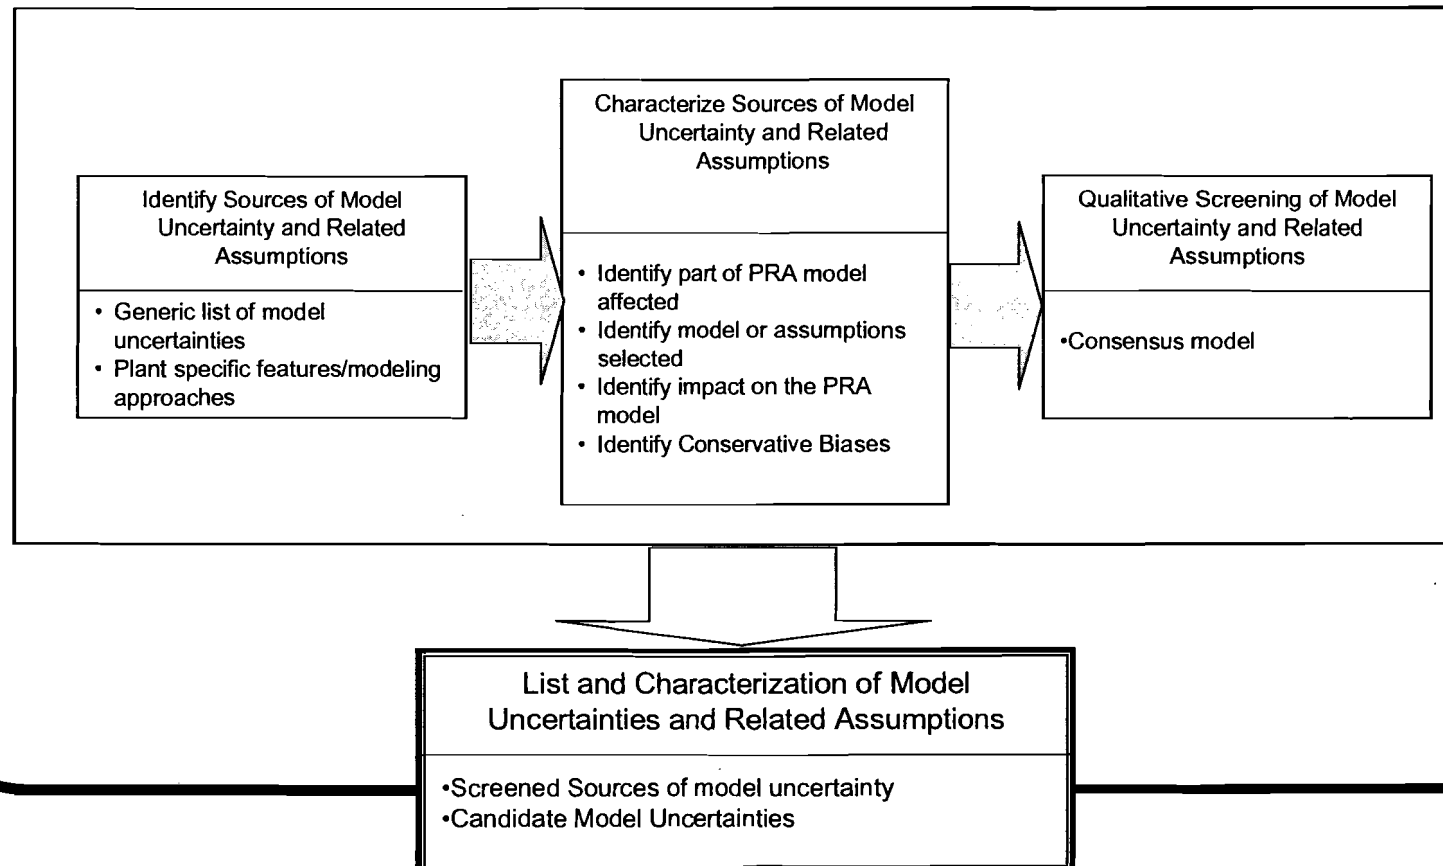 Identify Sources of Model
Uncertainty and Related
Assumptions
• Generic list of model
uncertainties
• Plant specific features/modeling
approaches
Characterize Sources of Model
Uncertainty and Related
Assumptions
• Identify part of PRA model
affected
• Identify model or assumptions
selected
• Identify impact on the PRA
model
• Identify Conservative Biases
Qualitative Screening of Model
Uncertainty and Related
Assumptions
•Consensus model
List and Characterization of Model
Uncertainties and Related Assumptions
•Screened Sources of model uncertainty
•Candidate Model Uncertainties